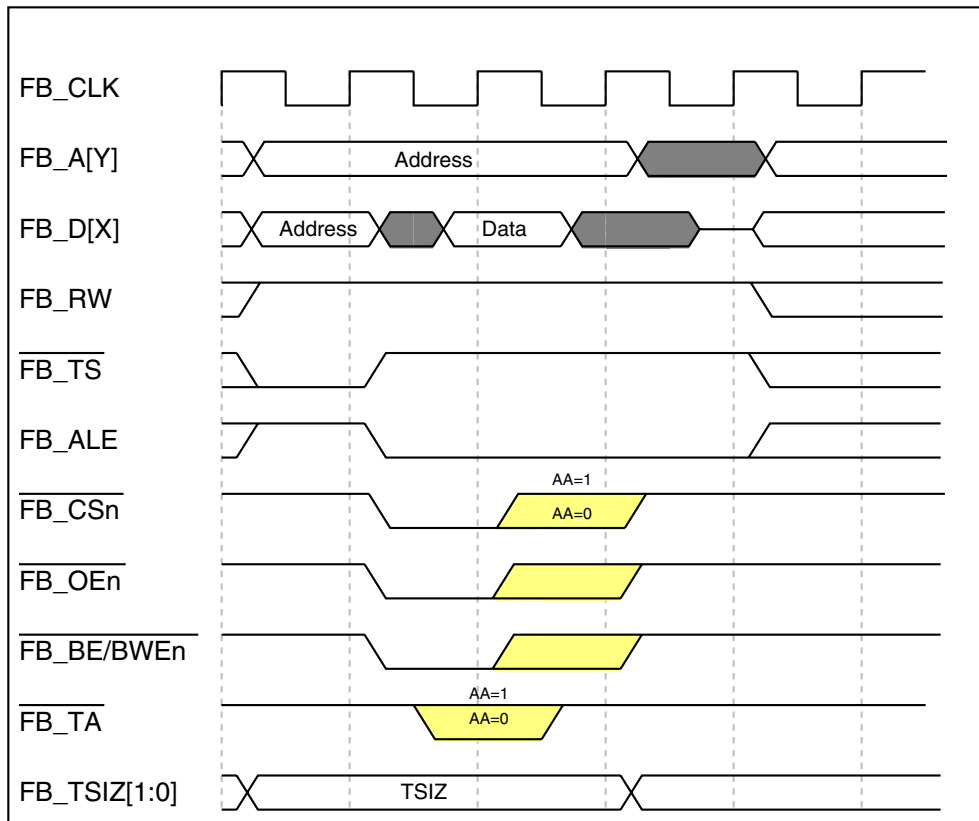 FB_CLK
FB_A[Y]
Address
FB_D[X]
Address
Data
FB_RW
FB_TS
FB_ALE
AA=1
FB_CSn
AA=0
FB_OEn
FB_BE/BWEn
AA=1
FB_TA
AA=0
FB_TSIZ[1:0]
TSIZ